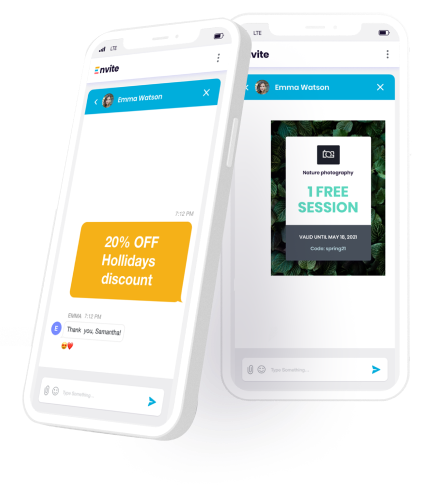 LTE
Envite
Emma Watson
7:12 PM
20% OFF
Hollidays
discount
EMMA 7:12 PM
E
Thank you, Samantha!
Type Something...
LTE
nvite
Emma Watson
Nature photography
1 FREE
SESSION
VALID UNTIL MAY 18, 2021
Code: spring21
Type Something...